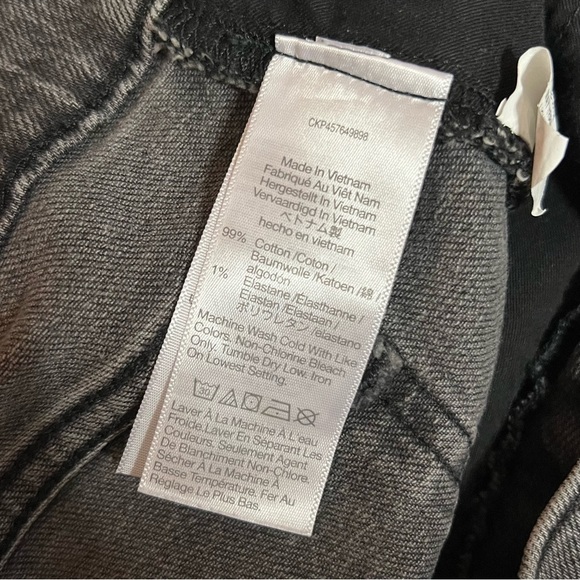 CKP457649898
Made In Vietnam
Fabriqué Au Viêt Nam
Hergestellt In Vietnam
Vervaardigd In Vietnam
ベトナム製
hecho en vietnam
99% Cotton /Coton /
Baumwolle /Katoen /綿 /
algodón
1% Elastane /Élasthanne /
Elastan /Elastaan /
ポリウレタン /elastano
Machine Wash Cold With Like
Colors. Non-Chlorine Bleach
Only. Tumble Dry Low. Iron
On Lowest Setting.
30
Laver À La Machine À L'eau
Froide.Laver En Séparant Les
Couleurs. Seulement Agent
De Blanchiment Non-Chloré.
Sécher À La Machine À
Basse Température. Fer Au
Réglage Le Plus Bas.